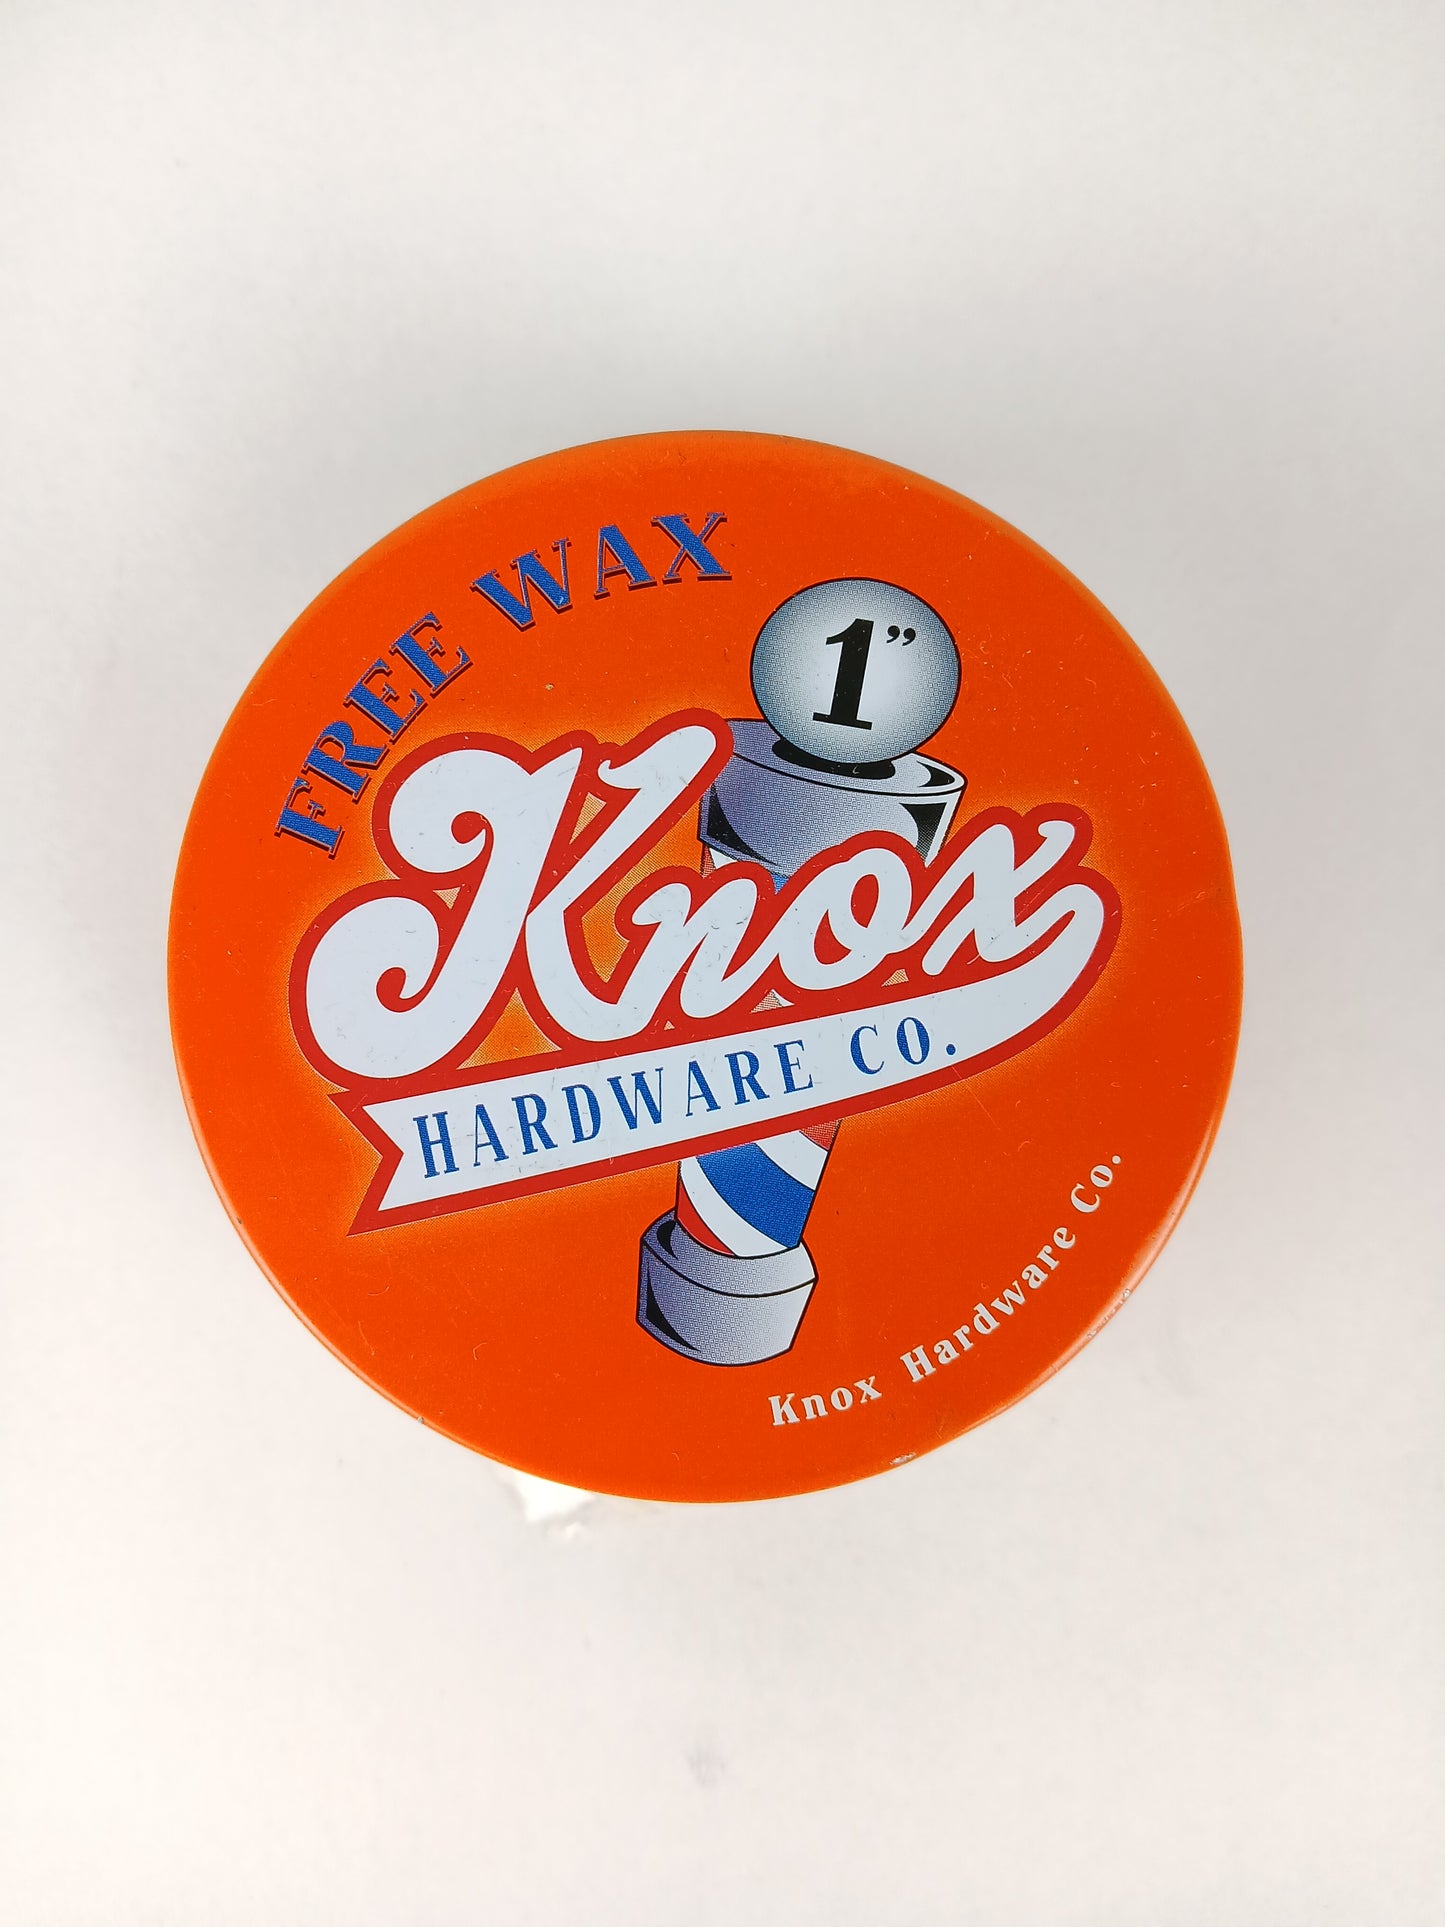 FREE WAX
1”
Knox
HARDWARE CO.
Knox Hardware Co.